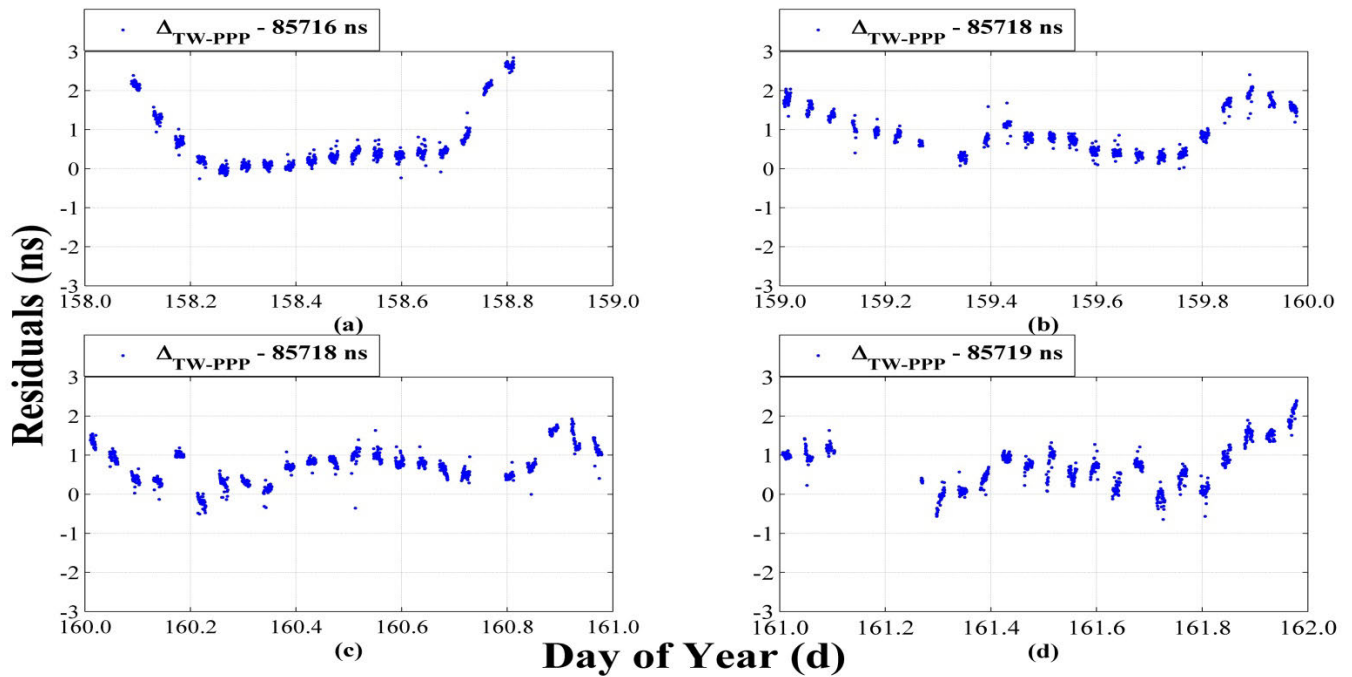 ΔTW-PPP - 85716 ns
3
2
1
0
-1
-2
-3
158.0 158.2 158.4 158.6 158.8 159.0
(a)
ΔTW-PPP - 85718 ns
3
2
1
0
-1
-2
-3
159.0 159.2 159.4 159.6 159.8 160.0
(b)
Residuals (ns)
ΔTW-PPP - 85718 ns
3
2
1
0
-1
-2
-3
160.0 160.2 160.4 160.6 160.8 161.0
(c)
ΔTW-PPP - 85719 ns
3
2
1
0
-1
-2
-3
161.0 161.2 161.4 161.6 161.8 162.0
(d)
Day of Year (d)